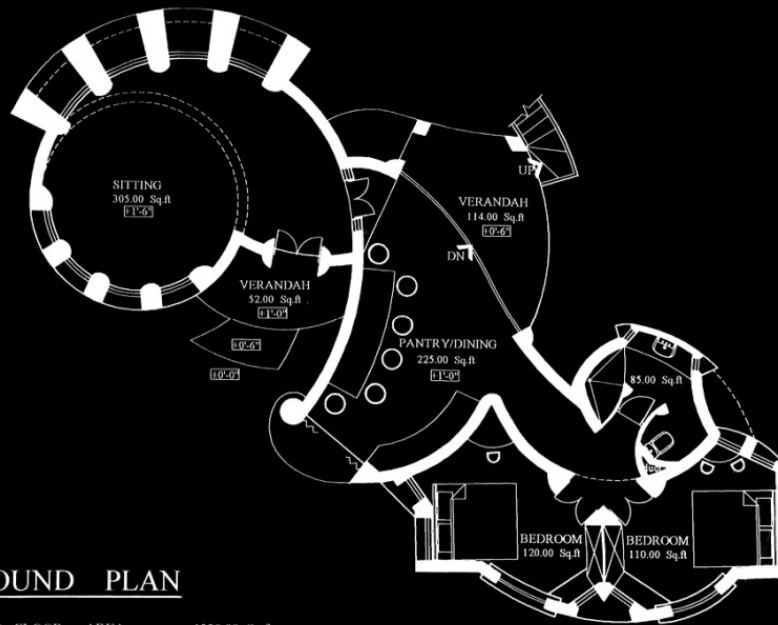 SITTING
305.00 Sq.ft
+1'-6"
UP
VERANDAH
114.00 Sq.ft
+0'-6"
DN
VERANDAH
52.00 Sq.ft
+1'-0"
+0'-6"
±0'-0"
PANTRY/DINING
225.00 Sq.ft
+1'-0"
85.00 Sq.ft
BEDROOM
120.00 Sq.ft
BEDROOM
110.00 Sq.ft
OUND PLAN